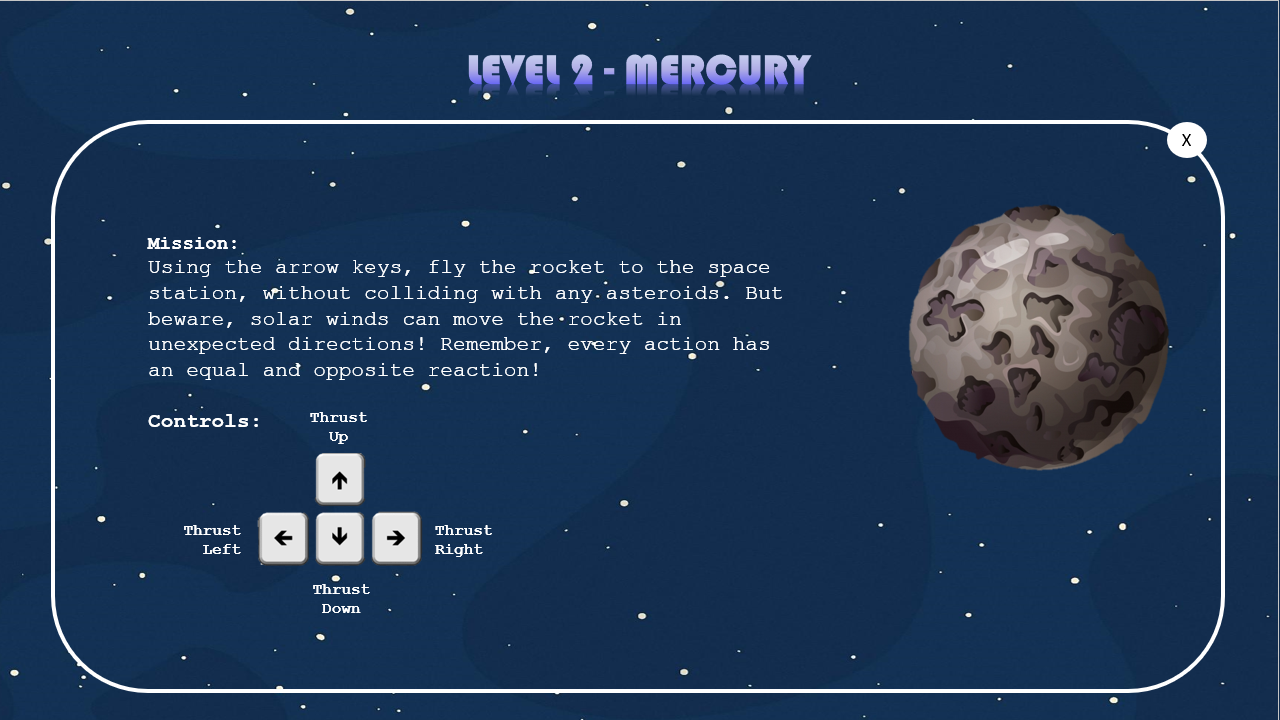 LEVEL 2 - MERCURY
X
Mission:
Using the arrow keys, fly the rocket to the space
station, without colliding with any asteroids. But
beware, solar winds can move the rocket in
unexpected directions! Remember, every action has
an equal and opposite reaction!
Controls:
Thrust
Up
Thrust
Left
Thrust
Right
Thrust
Down